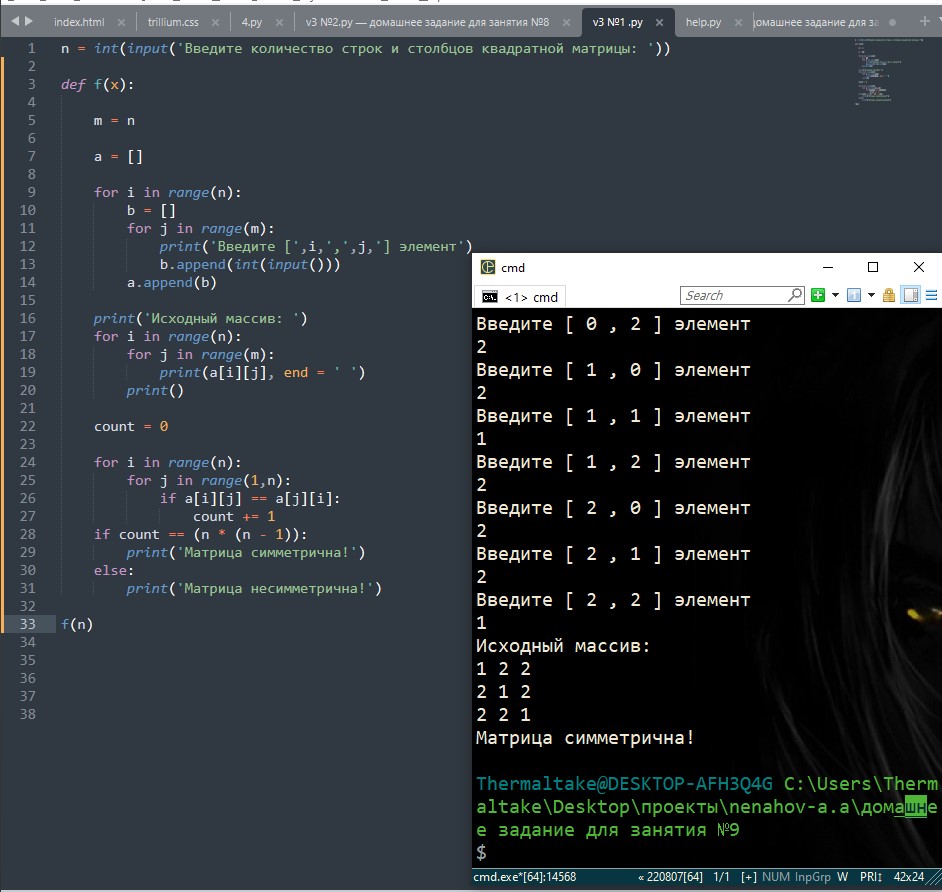 index.html
trillium.css
4.py
v3 №2.py — домашнее задание для занятия №8
v3 №1 .py
help.py
домашнее задание для за
1 n = int(input('Введите количество строк и столбцов квадратной матрицы: '))
2
3 def f(x):
4
5 m = n
6
7 a = []
8
9 for i in range(n):
10 b = []
11 for j in range(m):
12 print('Введите [',i,',',j,'] элемент')
13 b.append(int(input()))
14 a.append(b)
15
16 print('Исходный массив: ')
17 for i in range(n):
18 for j in range(m):
19 print(a[i][j], end = ' ')
20 print()
21
22 count = 0
23
24 for i in range(n):
25 for j in range(1,n):
26 if a[i][j] == a[j][i]:
27 count += 1
28 if count == (n * (n - 1)):
29 print('Матрица симметрична!')
30 else:
31 print('Матрица несимметрична!')
32
33 f(n)
34
35
36
37
38
cmd
<1> cmd
Search
Введите [ 0 , 2 ] элемент
2
Введите [ 1 , 0 ] элемент
2
Введите [ 1 , 1 ] элемент
1
Введите [ 1 , 2 ] элемент
2
Введите [ 2 , 0 ] элемент
2
Введите [ 2 , 1 ] элемент
2
Введите [ 2 , 2 ] элемент
1
Исходный массив:
1 2 2
2 1 2
2 2 1
Матрица симметрична!
Thermaltake@DESKTOP-AFH3Q4G C:\Users\Therm
altake\Desktop\проекты\nenahov-a.a\домашне
е задание для занятия №9
$
cmd.exe*[64]:14568 « 220807[64] 1/1 [+] NUM InpGrp W PRI↕ 42x24